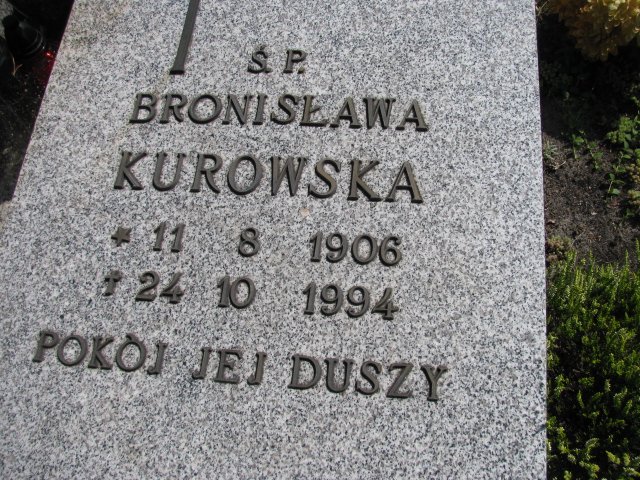 Ś.P.
BRONISŁAWA
KUROWSKA
* 11 8 1906
† 24 10 1994
POKÓJ JEJ DUSZY